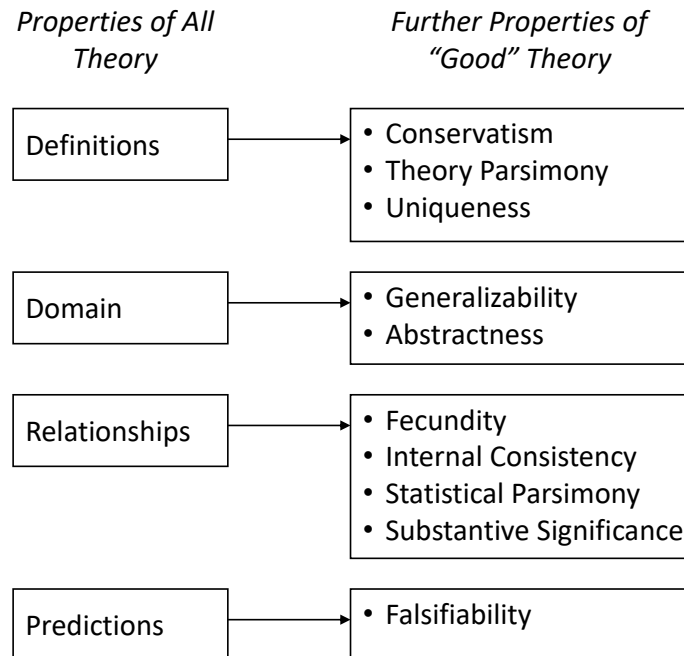 Properties of All
Theory
Further Properties of
“Good” Theory
Definitions
• Conservatism
• Theory Parsimony
• Uniqueness
Domain
• Generalizability
• Abstractness
Relationships
• Fecundity
• Internal Consistency
• Statistical Parsimony
• Substantive Significance
Predictions
• Falsifiability